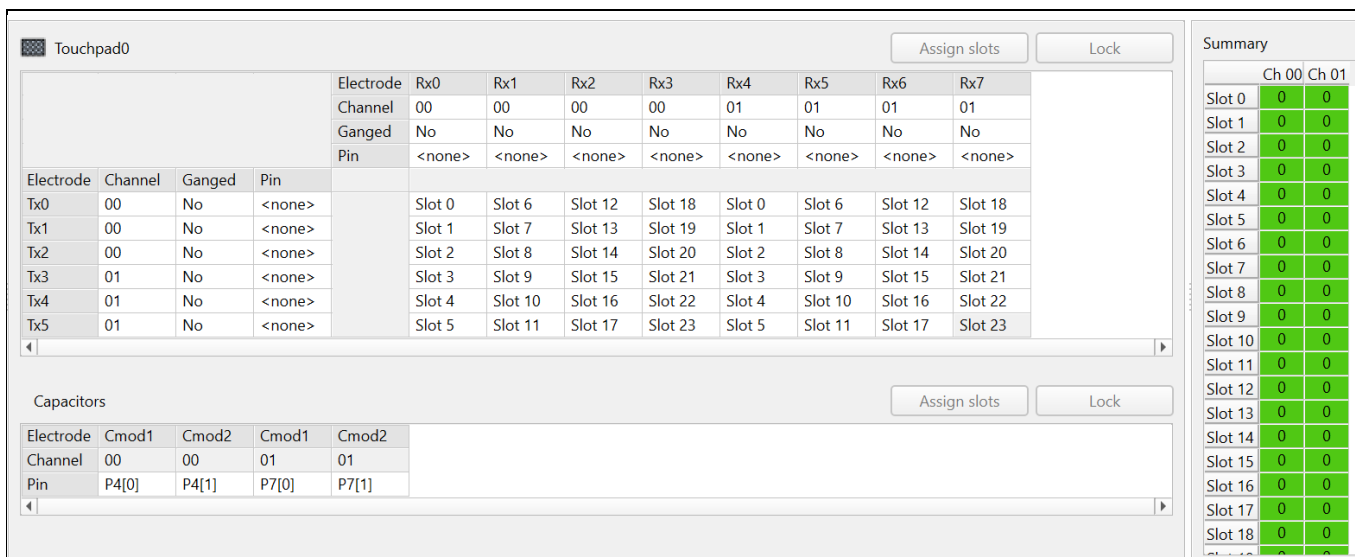 Touchpad0 Assign slots Lock
Electrode Rx0 Rx1 Rx2 Rx3 Rx4 Rx5 Rx6 Rx7
Channel 00 00 00 00 01 01 01 01
Ganged No No No No No No No No
Pin <none> <none> <none> <none> <none> <none> <none> <none>
Electrode Channel Ganged Pin
Tx0 00 No <none> Slot 0 Slot 6 Slot 12 Slot 18 Slot 0 Slot 6 Slot 12 Slot 18
Tx1 00 No <none> Slot 1 Slot 7 Slot 13 Slot 19 Slot 1 Slot 7 Slot 13 Slot 19
Tx2 00 No <none> Slot 2 Slot 8 Slot 14 Slot 20 Slot 2 Slot 8 Slot 14 Slot 20
Tx3 01 No <none> Slot 3 Slot 9 Slot 15 Slot 21 Slot 3 Slot 9 Slot 15 Slot 21
Tx4 01 No <none> Slot 4 Slot 10 Slot 16 Slot 22 Slot 4 Slot 10 Slot 16 Slot 22
Tx5 01 No <none> Slot 5 Slot 11 Slot 17 Slot 23 Slot 5 Slot 11 Slot 17 Slot 23
Capacitors Assign slots Lock
Electrode Cmod1 Cmod2 Cmod1 Cmod2
Channel 00 00 01 01
Pin P4[0] P4[1] P7[0] P7[1]
Summary
Ch 00 Ch 01
Slot 0 0 0
Slot 1 0 0
Slot 2 0 0
Slot 3 0 0
Slot 4 0 0
Slot 5 0 0
Slot 6 0 0
Slot 7 0 0
Slot 8 0 0
Slot 9 0 0
Slot 10 0 0
Slot 11 0 0
Slot 12 0 0
Slot 13 0 0
Slot 14 0 0
Slot 15 0 0
Slot 16 0 0
Slot 17 0 0
Slot 18 0 0